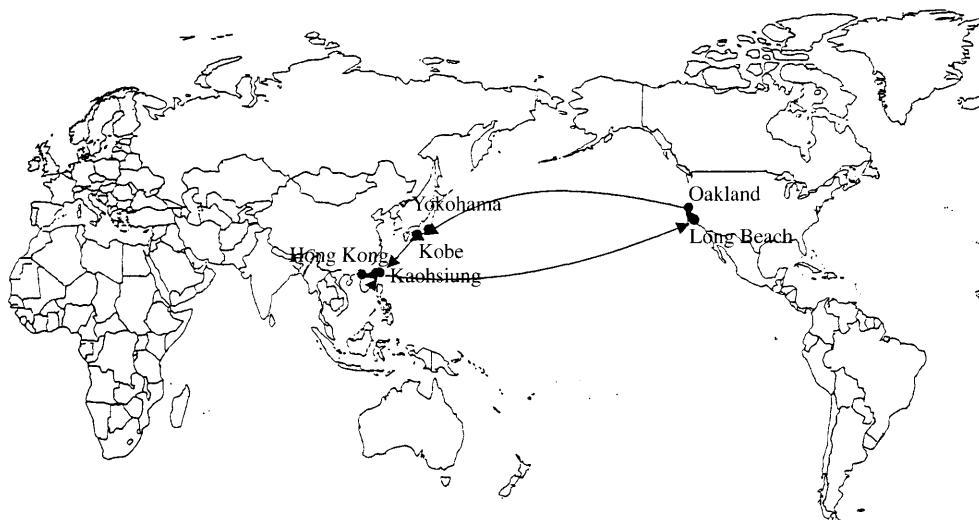 Oakland
Yokohama
Long Beach
Kobe
Hong Kong
Kaohsiung